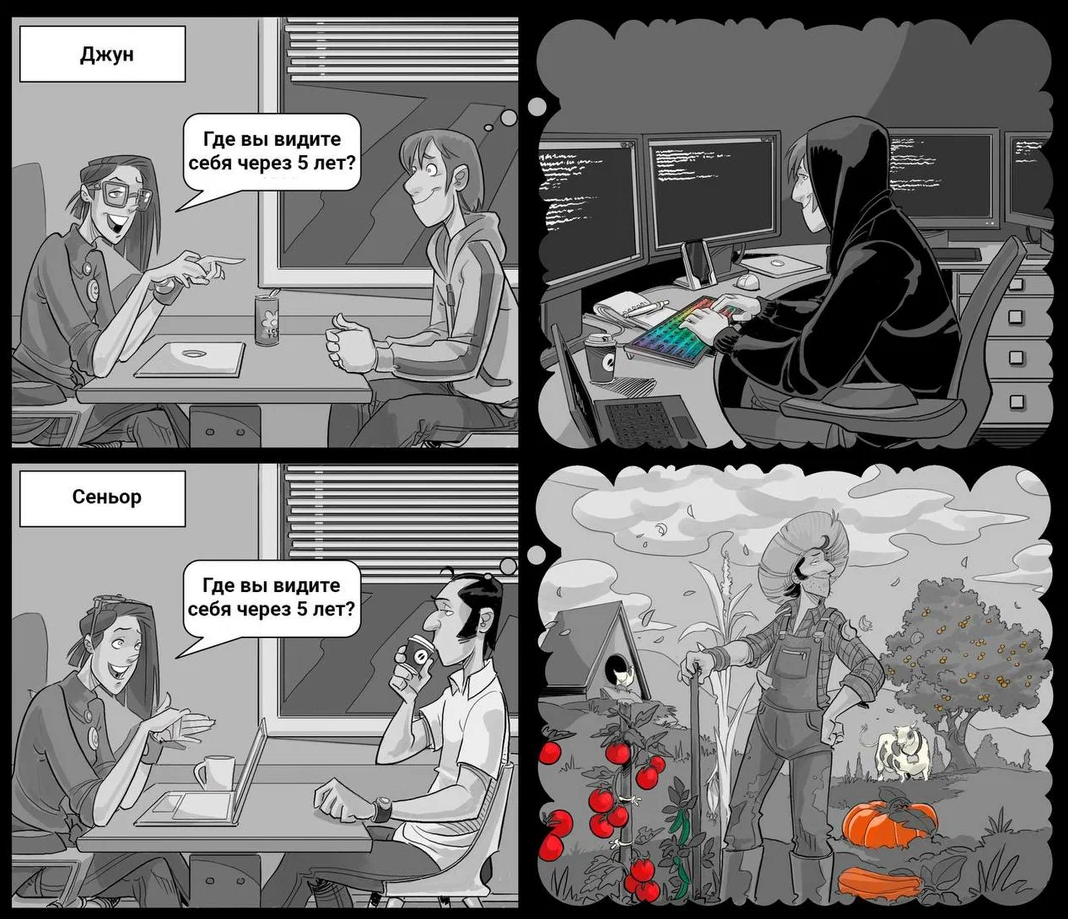 Джун
Где вы видите
себя через 5 лет?
Сеньор
Где вы видите
себя через 5 лет?